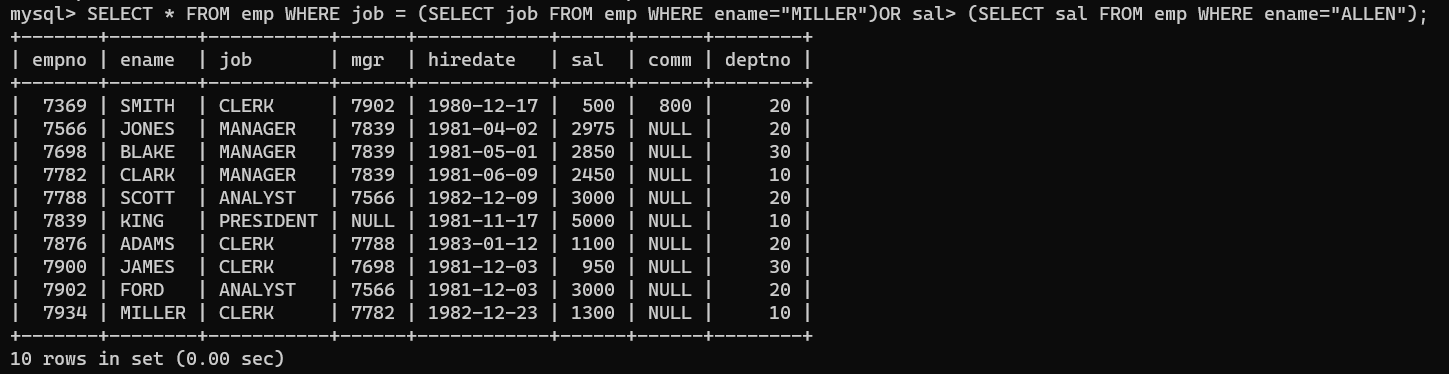 mysql> SELECT * FROM emp WHERE job = (SELECT job FROM emp WHERE ename="MILLER")OR sal> (SELECT sal FROM emp WHERE ename="ALLEN");
+-------+--------+-----------+------+------------+------+------+--------+
| empno | ename  | job       | mgr  | hiredate   | sal  | comm | deptno |
+-------+--------+-----------+------+------------+------+------+--------+
|  7369 | SMITH  | CLERK     | 7902 | 1980-12-17 |  500 |  800 |     20 |
|  7566 | JONES  | MANAGER   | 7839 | 1981-04-02 | 2975 | NULL |     20 |
|  7698 | BLAKE  | MANAGER   | 7839 | 1981-05-01 | 2850 | NULL |     30 |
|  7782 | CLARK  | MANAGER   | 7839 | 1981-06-09 | 2450 | NULL |     10 |
|  7788 | SCOTT  | ANALYST   | 7566 | 1982-12-09 | 3000 | NULL |     20 |
|  7839 | KING   | PRESIDENT | NULL | 1981-11-17 | 5000 | NULL |     10 |
|  7876 | ADAMS  | CLERK     | 7788 | 1983-01-12 | 1100 | NULL |     20 |
|  7900 | JAMES  | CLERK     | 7698 | 1981-12-03 |  950 | NULL |     30 |
|  7902 | FORD   | ANALYST   | 7566 | 1981-12-03 | 3000 | NULL |     20 |
|  7934 | MILLER | CLERK     | 7782 | 1982-12-23 | 1300 | NULL |     10 |
+-------+--------+-----------+------+------------+------+------+--------+
10 rows in set (0.00 sec)